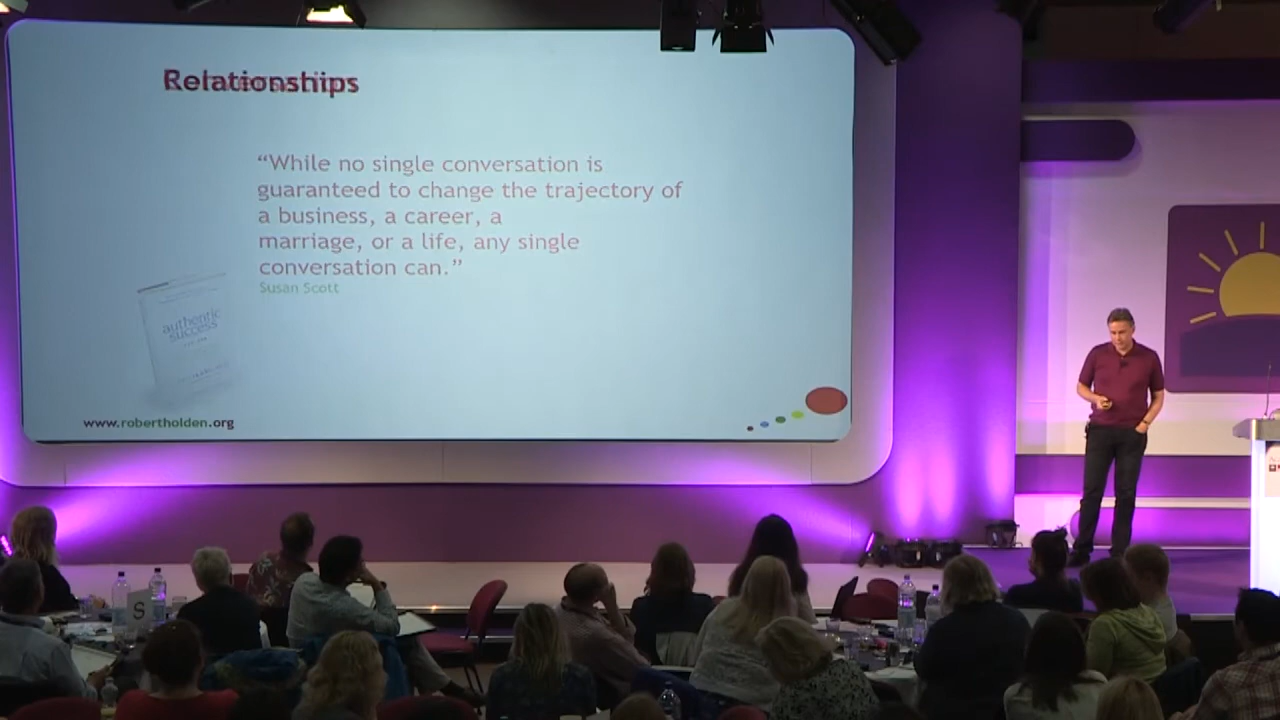 Relationships
“While no single conversation is
guaranteed to change the trajectory of
a business, a career, a
marriage, or a life, any single
conversation can.”
Susan Scott
authentic
success
www.robertholden.org
S